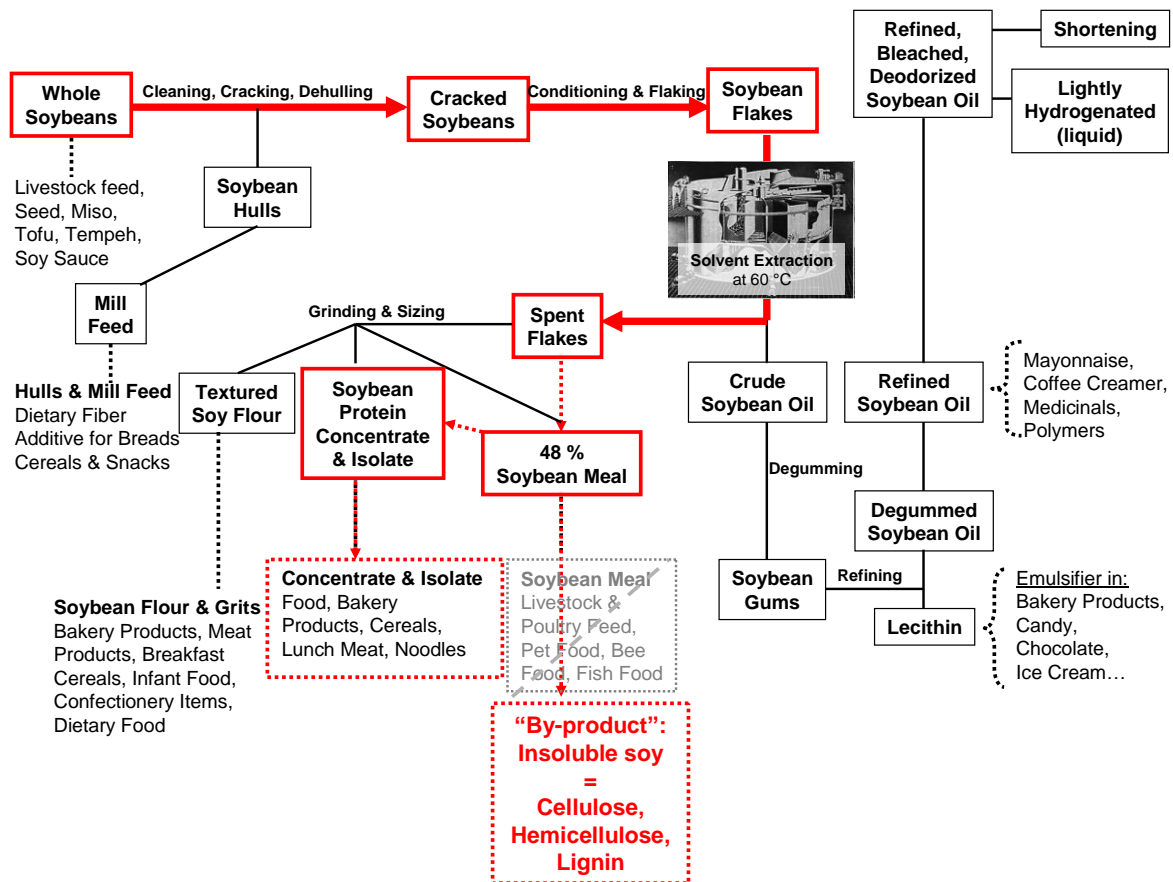 Whole
Soybeans
Cleaning, Cracking, Dehulling
Cracked
Soybeans
Conditioning & Flaking
Soybean
Flakes
Refined,
Bleached,
Deodorized
Soybean Oil
Shortening
Lightly
Hydrogenated
(liquid)
Livestock feed,
Seed, Miso,
Tofu, Tempeh,
Soy Sauce
Soybean
Hulls
Solvent Extraction
at 60 °C
Mill
Feed
Grinding & Sizing
Spent
Flakes
Hulls & Mill Feed
Dietary Fiber
Additive for Breads
Cereals & Snacks
Textured
Soy Flour
Soybean
Protein
Concentrate
& Isolate
48 %
Soybean Meal
Crude
Soybean Oil
Refined
Soybean Oil
Mayonnaise,
Coffee Creamer,
Medicinals,
Polymers
Degumming
Degummed
Soybean Oil
Soybean Flour & Grits
Bakery Products, Meat
Products, Breakfast
Cereals, Infant Food,
Confectionery Items,
Dietary Food
Concentrate & Isolate
Food, Bakery
Products, Cereals,
Lunch Meat, Noodles
Soybean Meal
Livestock &
Poultry Feed,
Pet Food, Bee
Food, Fish Food
Soybean
Gums
Refining
Lecithin
Emulsifier in:
Bakery Products,
Candy,
Chocolate,
Ice Cream…
“By-product”:
Insoluble soy
=
Cellulose,
Hemicellulose,
Lignin